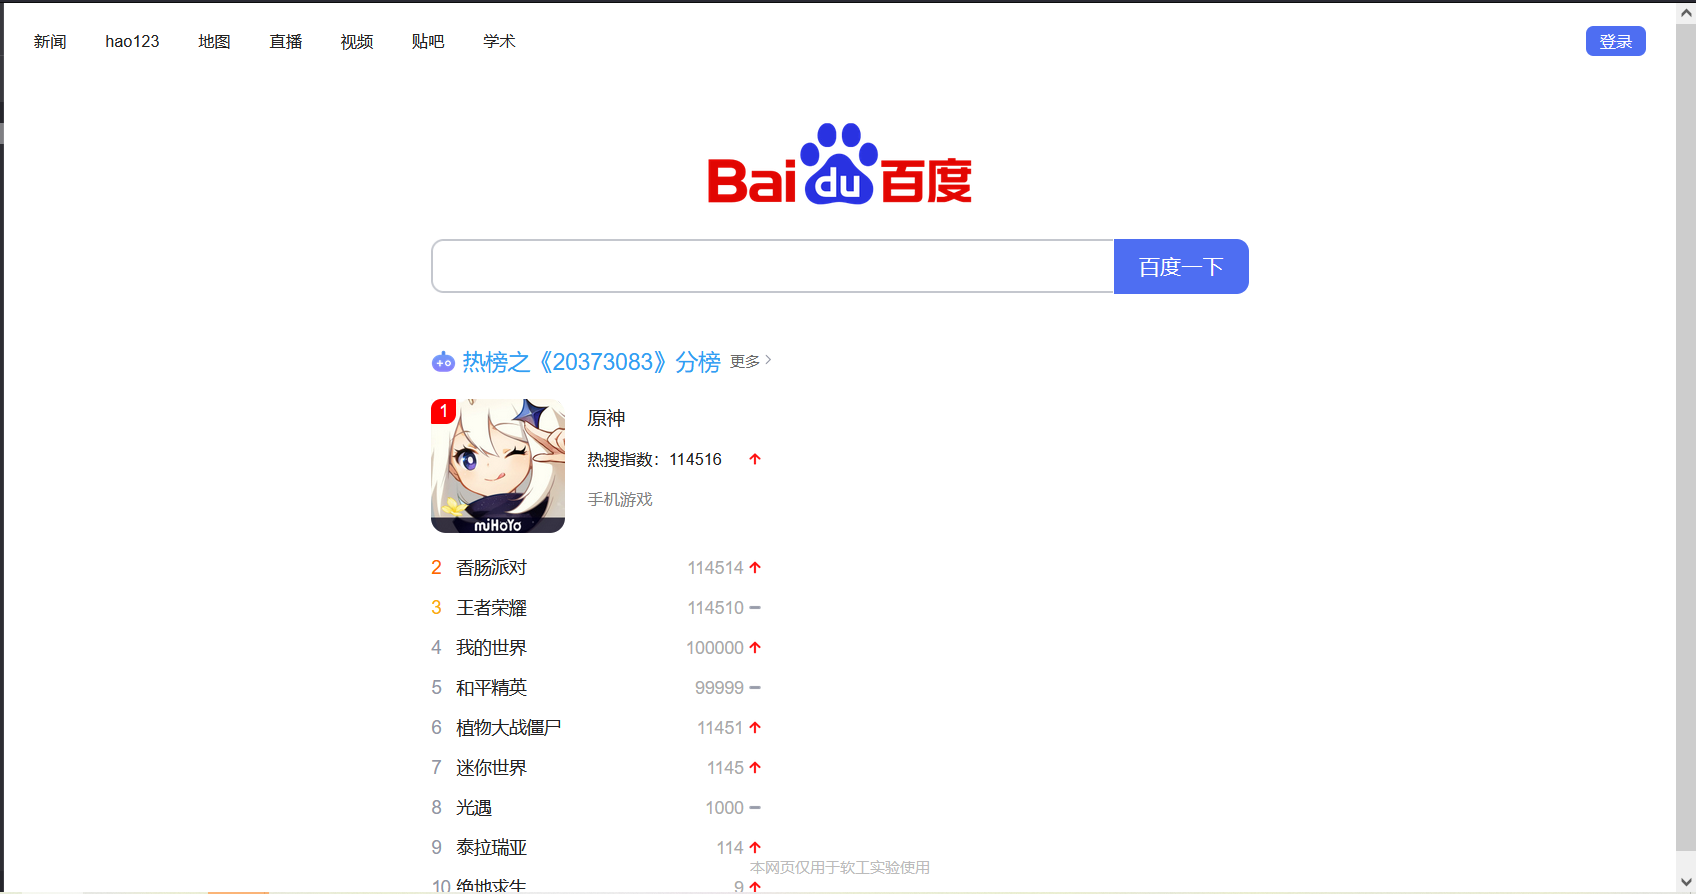 新闻 hao123 地图 直播 视频 贴吧 学术 登录
Bai du 百度
百度一下
热榜之《20373083》分榜 更多
1
原神
热搜指数：114516
手机游戏
miHoYo
2 香肠派对 114514
3 王者荣耀 114510
4 我的世界 100000
5 和平精英 99999
6 植物大战僵尸 11451
7 迷你世界 1145
8 光遇 1000
9 泰拉瑞亚 114
本网页仅用于软工实验使用
10 绝地求生 9